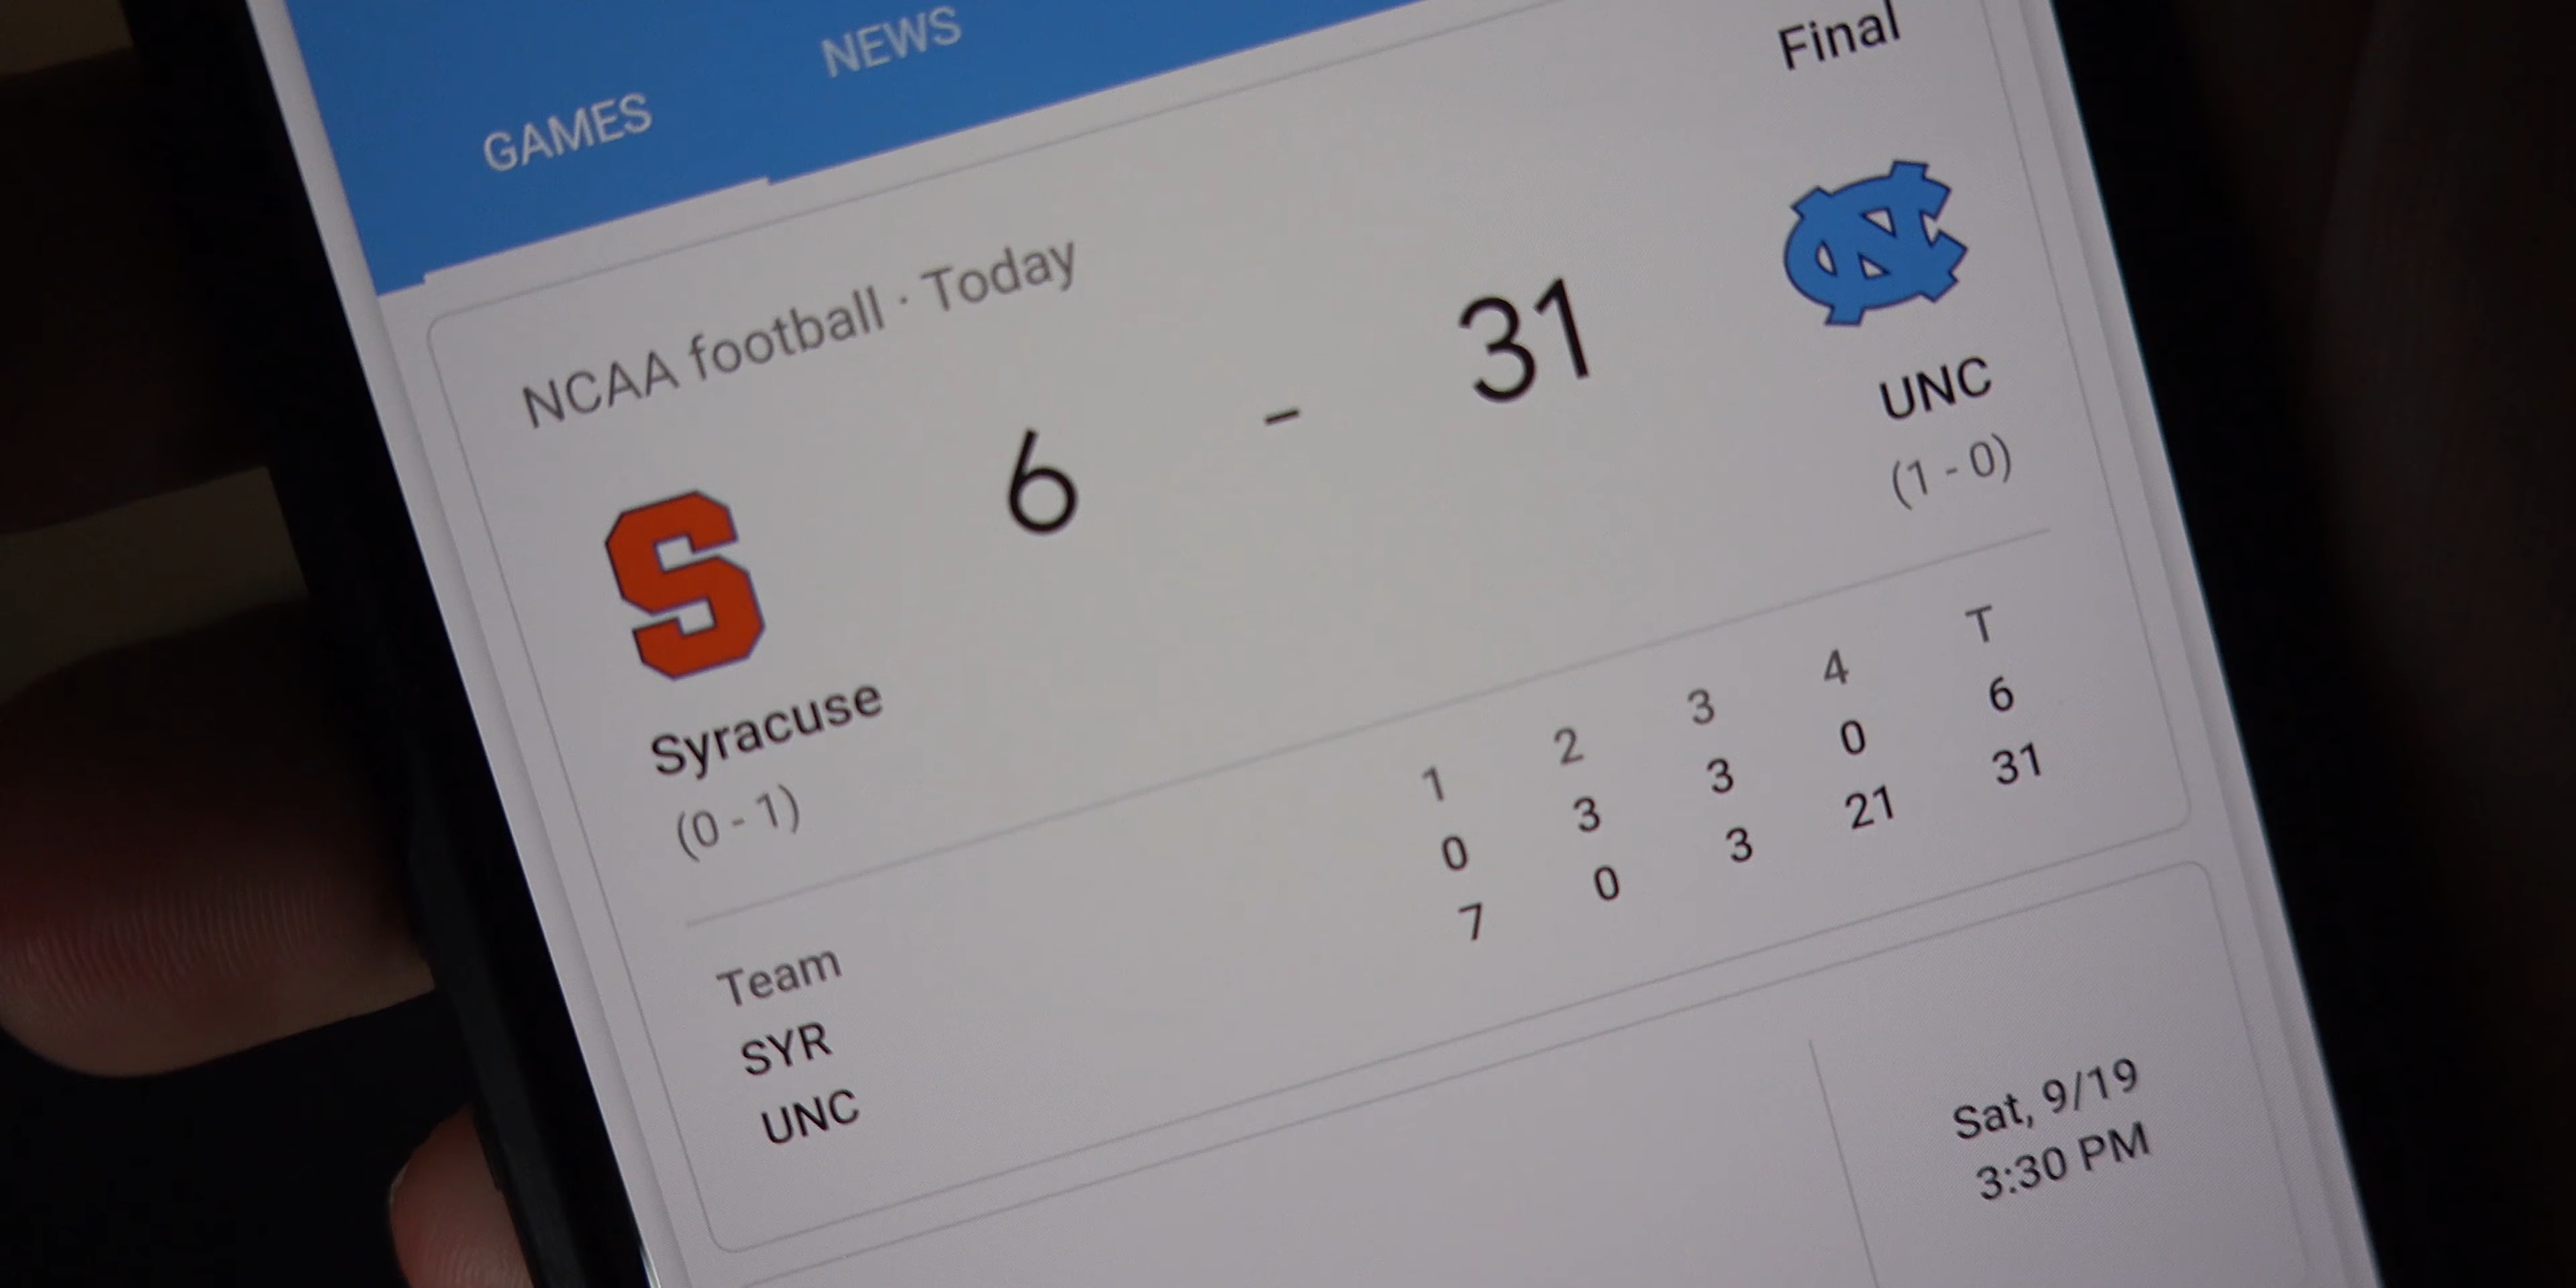 GAMES NEWS
NCAA football · Today Final
6 - 31
Syracuse UNC
(0 - 1) (1 - 0)
Team 1 2 3 4 T
SYR 0 3 3 0 6
UNC 7 0 3 21 31
Sat, 9/19
3:30 PM